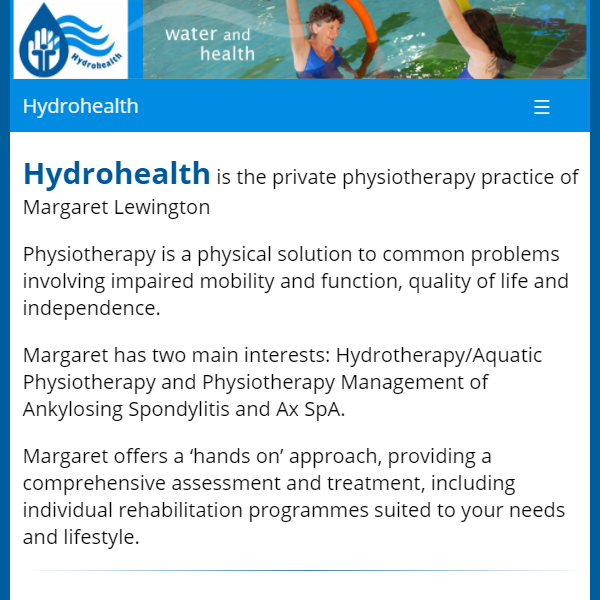 Hydrohealth
water and
health
Hydrohealth
☰
Hydrohealth is the private physiotherapy practice of
Margaret Lewington
Physiotherapy is a physical solution to common problems
involving impaired mobility and function, quality of life and
independence.
Margaret has two main interests: Hydrotherapy/Aquatic
Physiotherapy and Physiotherapy Management of
Ankylosing Spondylitis and Ax SpA.
Margaret offers a ‘hands on’ approach, providing a
comprehensive assessment and treatment, including
individual rehabilitation programmes suited to your needs
and lifestyle.